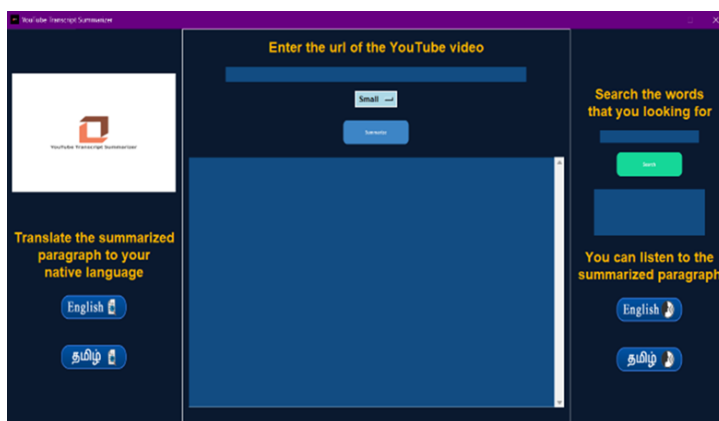 YouTube Transcript Summarizer
Enter the url of the YouTube video
Small
Summarize
YouTube Transcript Summarizer
Translate the summarized
paragraph to your
native language
English
தமிழ்
Search the words
that you looking for
Search
You can listen to the
summarized paragraph
English
தமிழ்